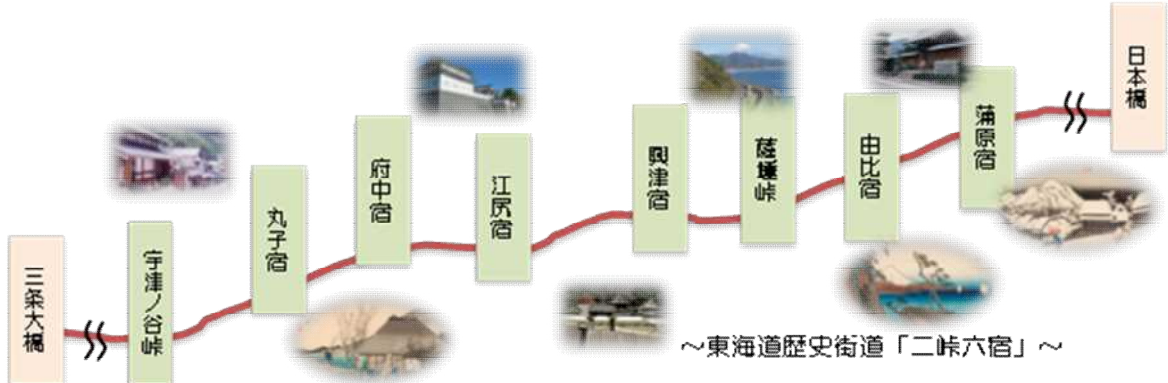 三条大橋
宇津ノ谷峠
丸子宿
府中宿
江尻宿
興津宿
薩埵峠
由比宿
蒲原宿
日本橋
～東海道歴史街道「二峠六宿」～